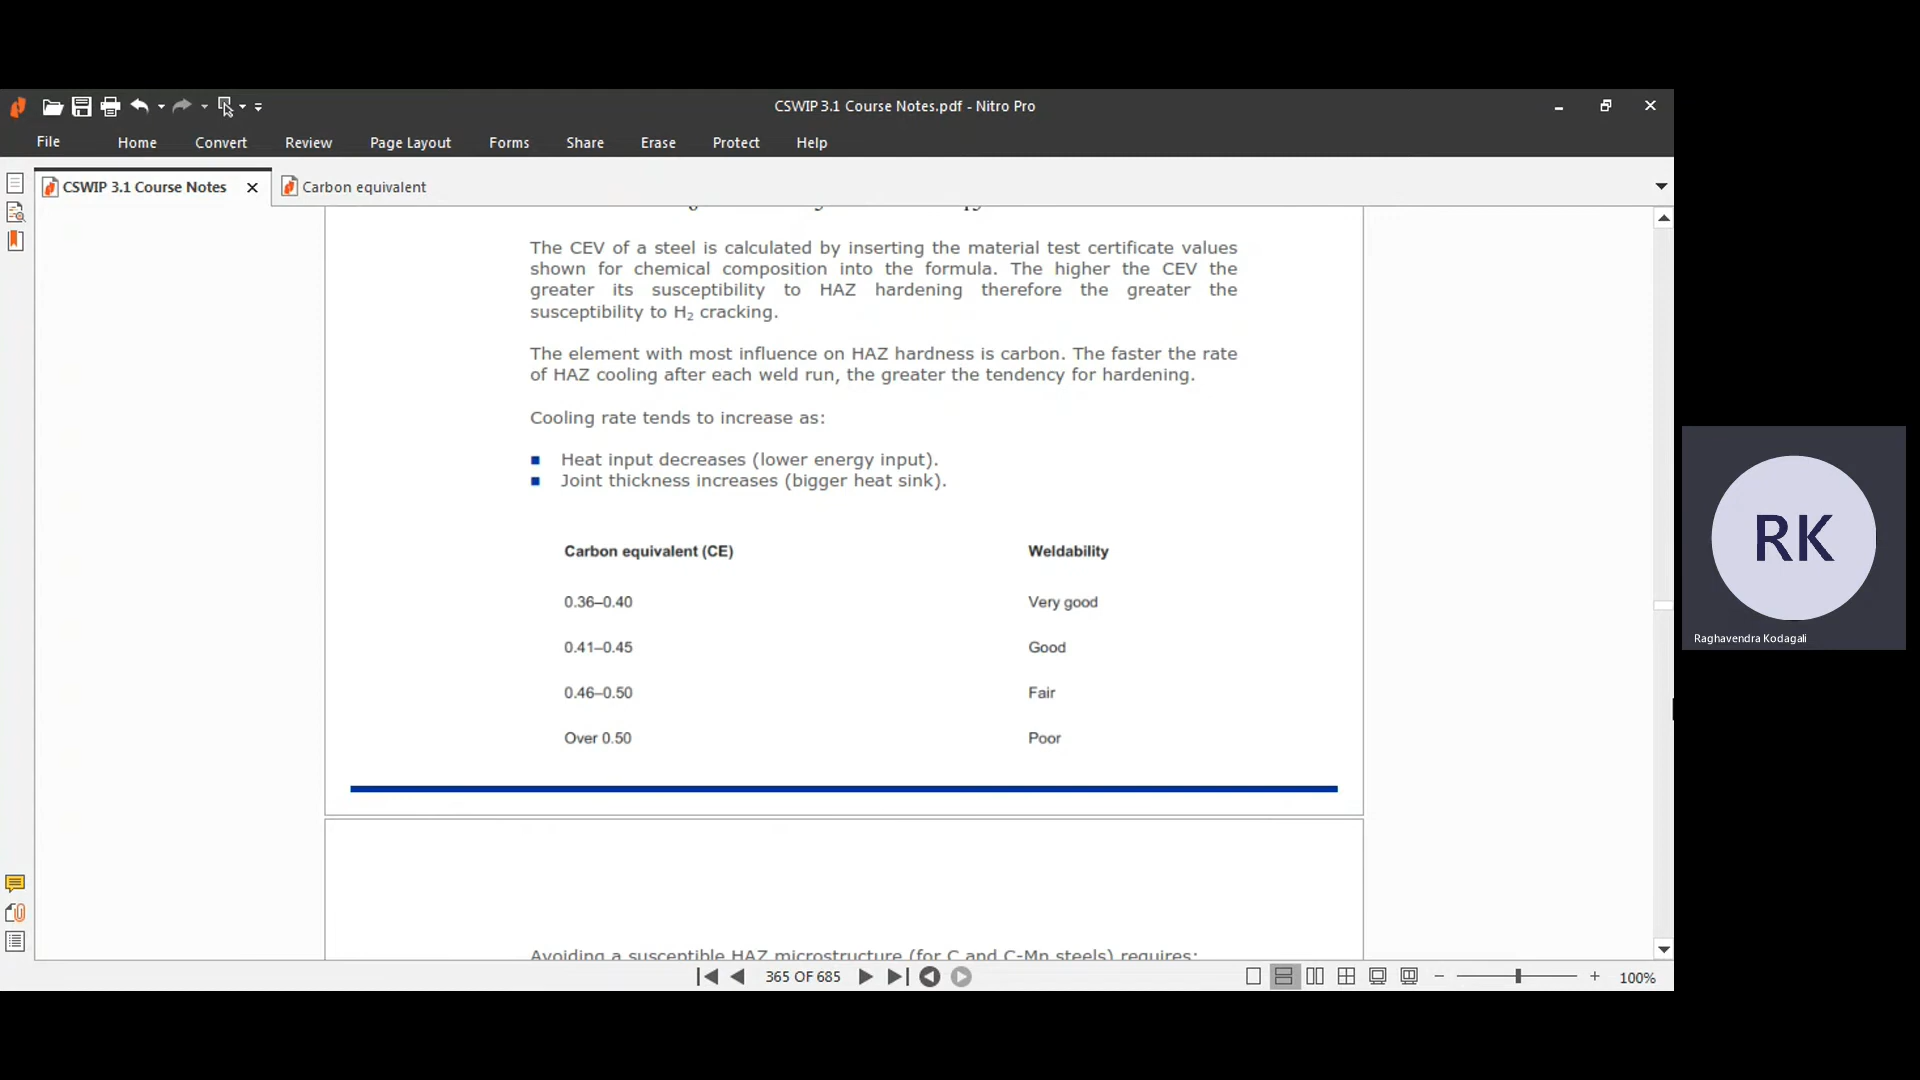 CSWIP 3.1 Course Notes.pdf - Nitro Pro
File Home Convert Review Page Layout Forms Share Erase Protect Help
CSWIP 3.1 Course Notes Carbon equivalent
The CEV of a steel is calculated by inserting the material test certificate values
shown for chemical composition into the formula. The higher the CEV the
greater its susceptibility to HAZ hardening therefore the greater the
susceptibility to H2 cracking.
The element with most influence on HAZ hardness is carbon. The faster the rate
of HAZ cooling after each weld run, the greater the tendency for hardening.
Cooling rate tends to increase as:
Heat input decreases (lower energy input).
Joint thickness increases (bigger heat sink).
Carbon equivalent (CE) Weldability
0.36–0.40 Very good
0.41–0.45 Good
0.46–0.50 Fair
Over 0.50 Poor
Avoiding a susceptible HAZ microstructure (for C and C-Mn steels) requires:
365 OF 685
100%
RK
Raghavendra Kodagali